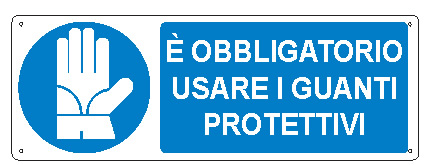 È OBBLIGATORIO
USARE I GUANTI
PROTETTIVI